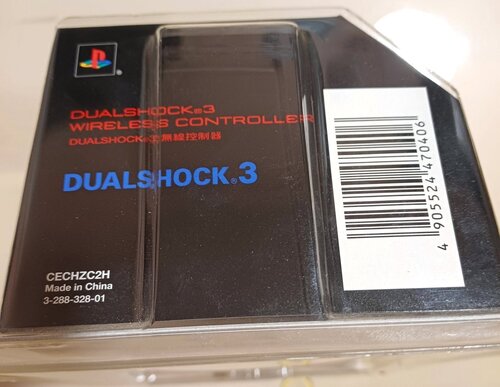 DUALSHOCK®3
WIRELESS CONTROLLER
DUALSHOCK®3 無線控制器
DUALSHOCK®3
CECHZC2H
Made in China
3-288-328-01
4 905524 470406